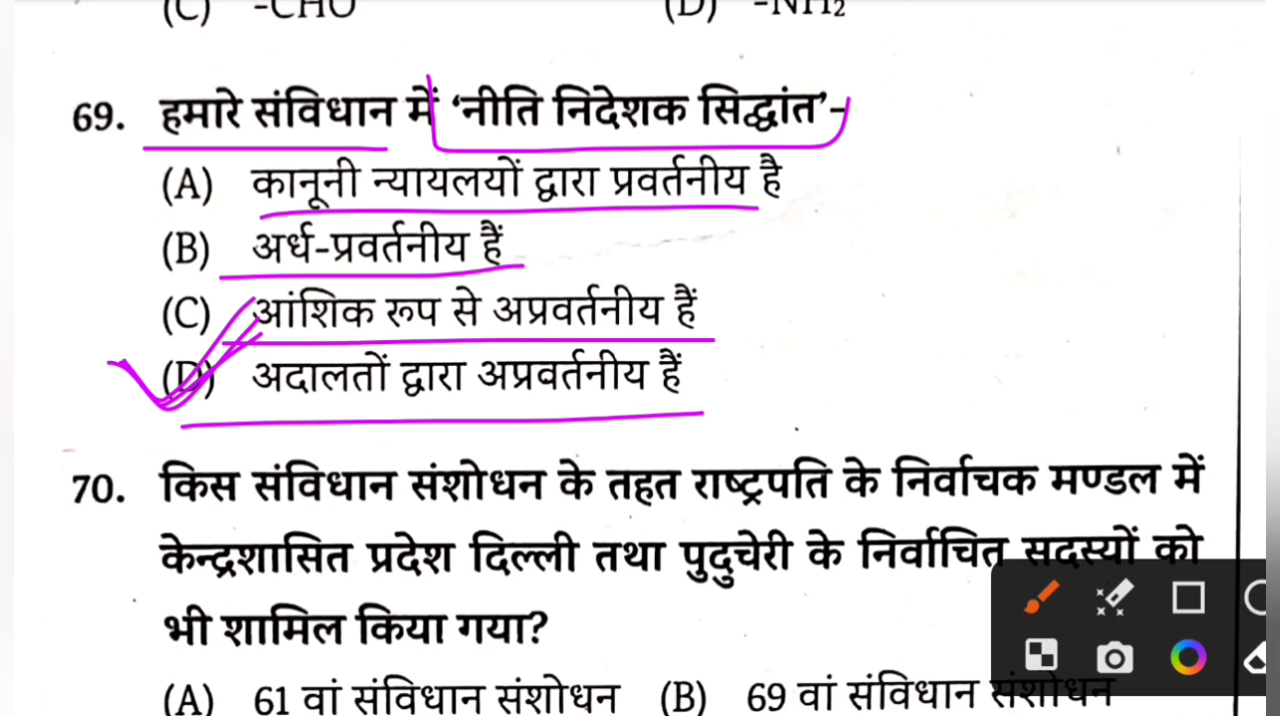 (C) -CHO (D) -NH₂
69. हमारे संविधान में ‘नीति निदेशक सिद्धांत’-
(A) कानूनी न्यायलयों द्वारा प्रवर्तनीय है
(B) अर्ध-प्रवर्तनीय हैं
(C) आंशिक रूप से अप्रवर्तनीय हैं
(D) अदालतों द्वारा अप्रवर्तनीय हैं
70. किस संविधान संशोधन के तहत राष्ट्रपति के निर्वाचक मण्डल में
केन्द्रशासित प्रदेश दिल्ली तथा पुदुचेरी के निर्वाचित सदस्यों को
भी शामिल किया गया?
(A) 61 वां संविधान संशोधन (B) 69 वां संविधान संशोधन